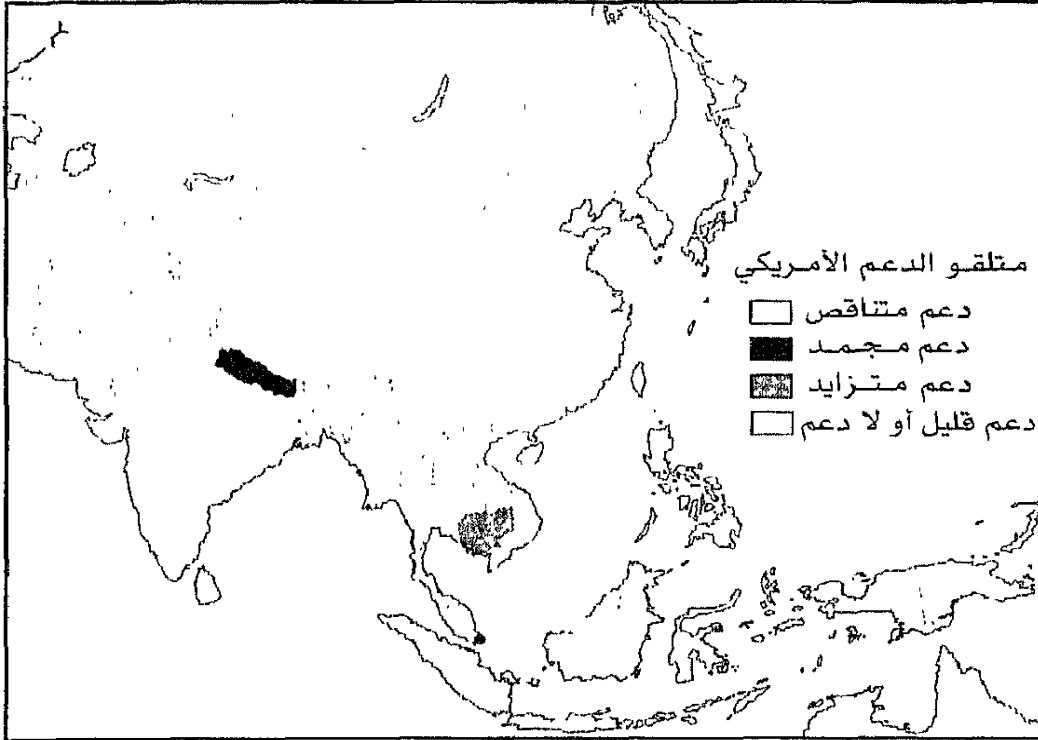 متلقو الدعم الأمريكي
دعم متناقص
دعم مجمد
دعم متزايد
دعم قليل أو لا دعم